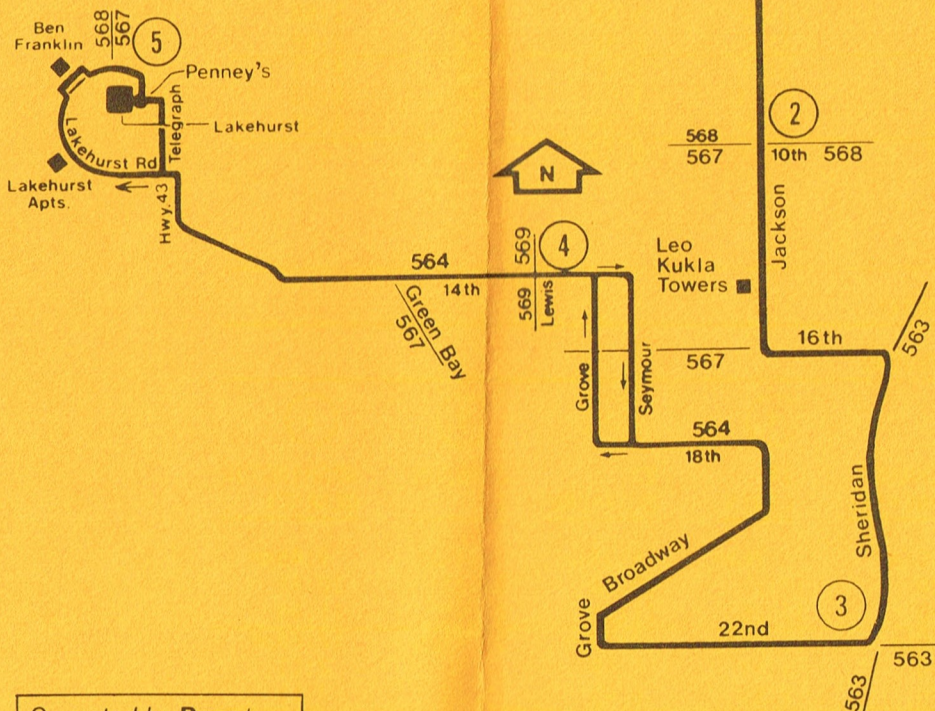 Ben
Franklin
568
567
5
Penney's
Telegraph
Lakehurst
Lakehurst Rd
Lakehurst
Apts.
Hwy. 43
N
2
568
567
10th 568
Jackson
564
14th
Green Bay
567
569
569
Lewis
4
Leo
Kukla
Towers
16th
563
Grove
Seymour
567
564
18th
Sheridan
Broadway
Grove
22nd
3
563
563